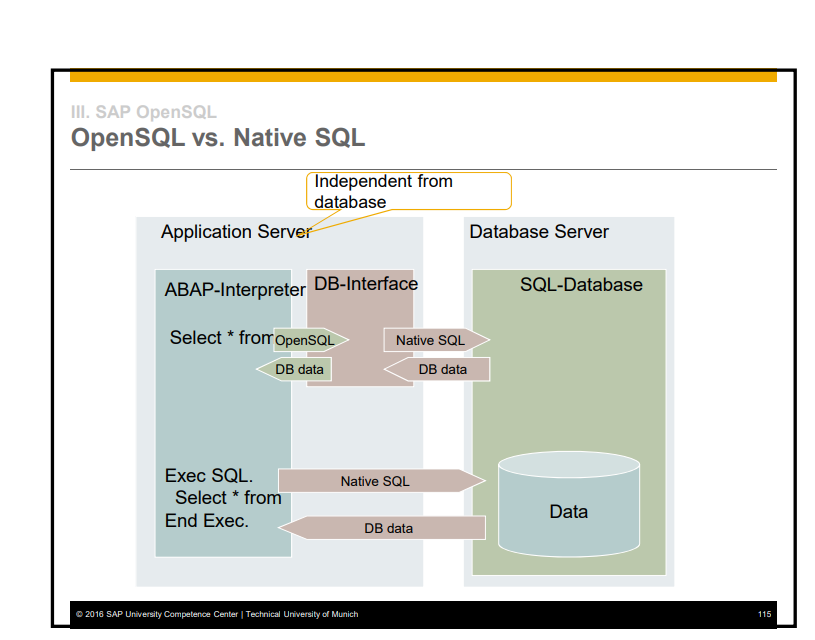 III. SAP OpenSQL
OpenSQL vs. Native SQL
Independent from
database
Application Server
Database Server
ABAP-Interpreter
DB-Interface
SQL-Database
Select * from
OpenSQL
Native SQL
DB data
DB data
Exec SQL.
Select * from
End Exec.
Native SQL
DB data
Data
© 2016 SAP University Competence Center | Technical University of Munich
115